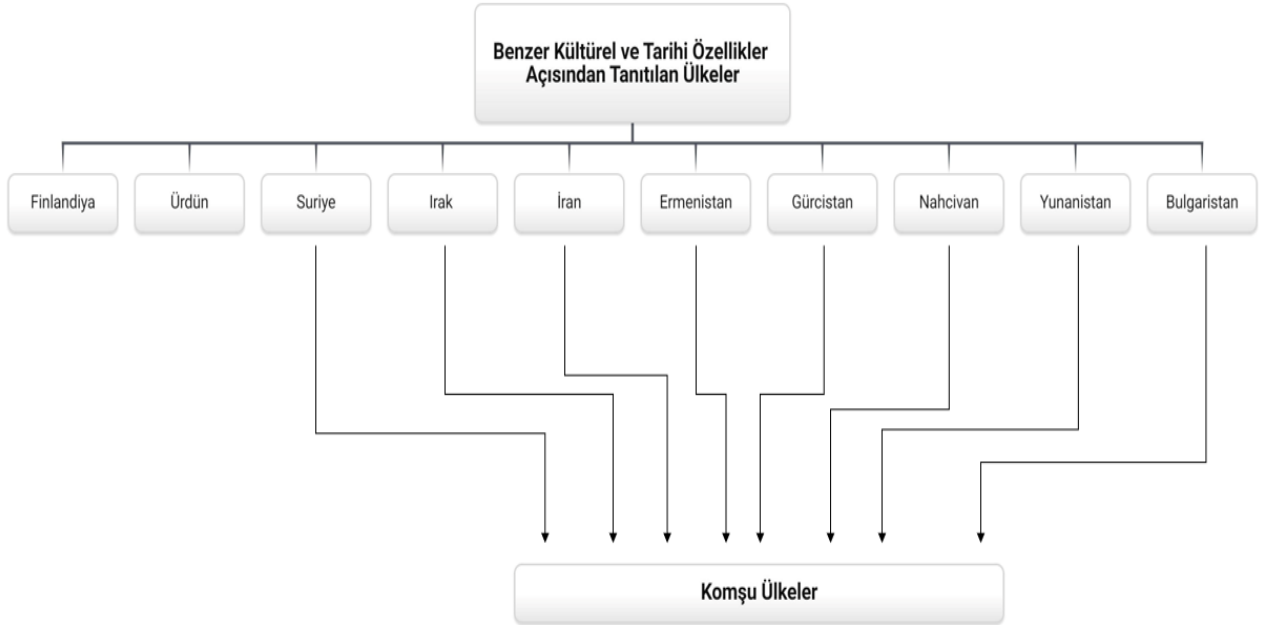 Benzer Kültürel ve Tarihi Özellikler
Açısından Tanıtılan Ülkeler
Finlandiya
Ürdün
Suriye
Irak
İran
Ermenistan
Gürcistan
Nahcivan
Yunanistan
Bulgaristan
Komşu Ülkeler